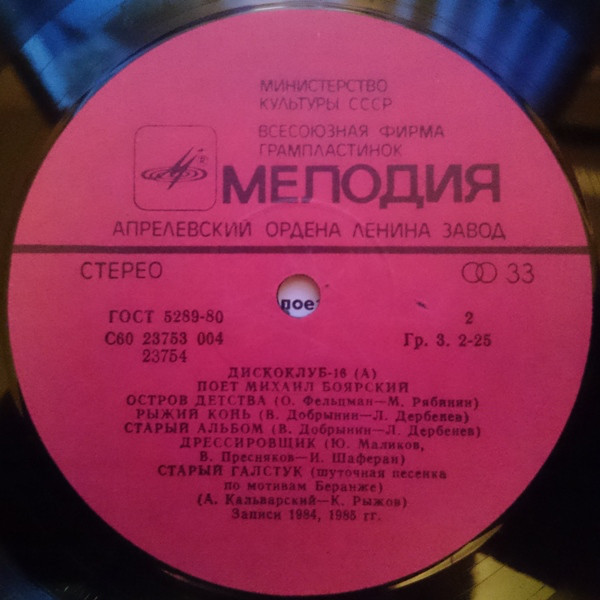 МИНИСТЕРСТВО
КУЛЬТУРЫ СССР
ВСЕСОЮЗНАЯ ФИРМА
ГРАМПЛАСТИНОК
МЕЛОДИЯ
АПРЕЛЕВСКИЙ ОРДЕНА ЛЕНИНА ЗАВОД
СТЕРЕО
33
пое
ГОСТ 5289-80
2
С60 23753 004
Гр. 3. 2-25
23754
ДИСКОКЛУБ-16 (А)
ПОЕТ МИХАИЛ БОЯРСКИЙ
ОСТРОВ ДЕТСТВА (О. Фельцман—М. Рябинин)
РЫЖИЙ КОНЬ (В. Добрынин—Л. Дербенев)
СТАРЫЙ АЛЬБОМ (В. Добрынин—Л. Дербенев)
ДРЕССИРОВЩИК (Ю. Маликов,
В. Пресняков—И. Шаферан)
СТАРЫЙ ГАЛСТУК (шуточная песенка
по мотивам Беранже)
(А. Кальварский—К. Рыжов)
Записи 1984, 1985 гг.